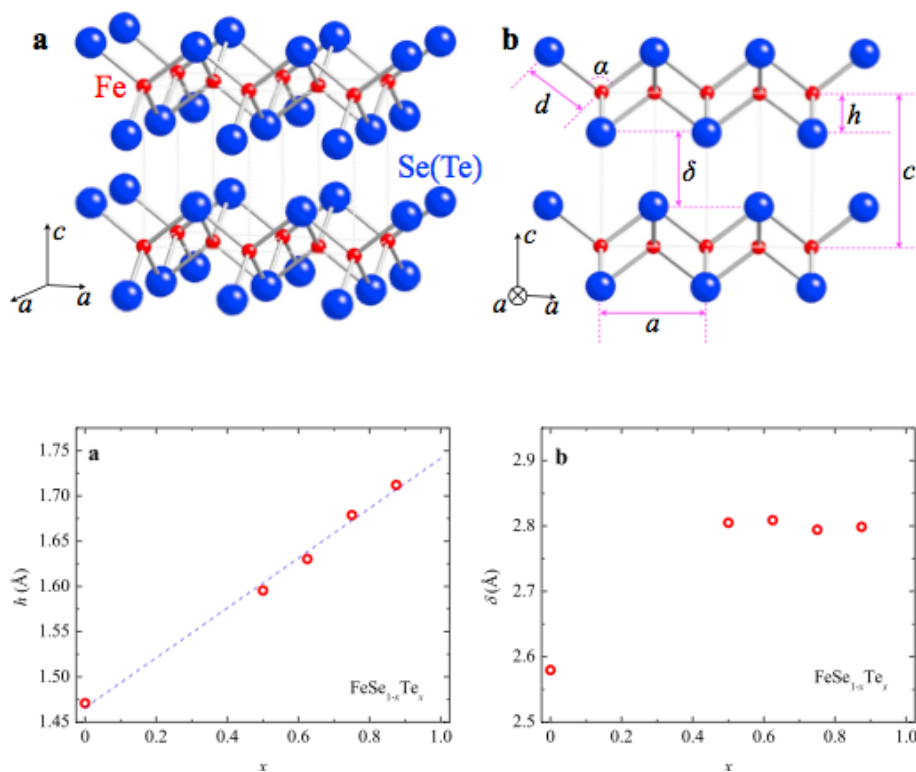 a
Fe
Se(Te)
c
a
a
b
α
d
h
c
δ
c
a
a
a
a
h (Å)
1.75
1.70
1.65
1.60
1.55
1.50
1.45
0
0.2
0.4
0.6
0.8
1.0
x
FeSe1-xTex
b
δ (Å)
2.9
2.8
2.7
2.6
2.5
0
0.2
0.4
0.6
0.8
1.0
x
FeSe1-xTex